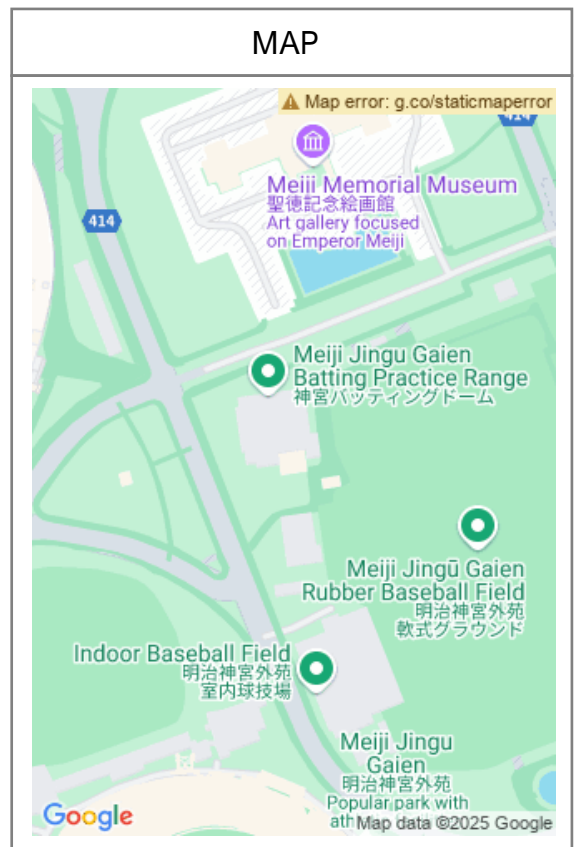 MAP
Map error: g.co/staticmaperror
414
Meiji Memorial Museum
聖徳記念絵画館
Art gallery focused
on Emperor Meiji
414
Meiji Jingu Gaien
Batting Practice Range
神宮バッティングドーム
Meiji Jingū Gaien
Rubber Baseball Field
明治神宮外苑
軟式グラウンド
Indoor Baseball Field
明治神宮外苑
室内球技場
Meiji Jingu
Gaien
明治神宮外苑
Popular park with
Google
Map data ©2025 Google